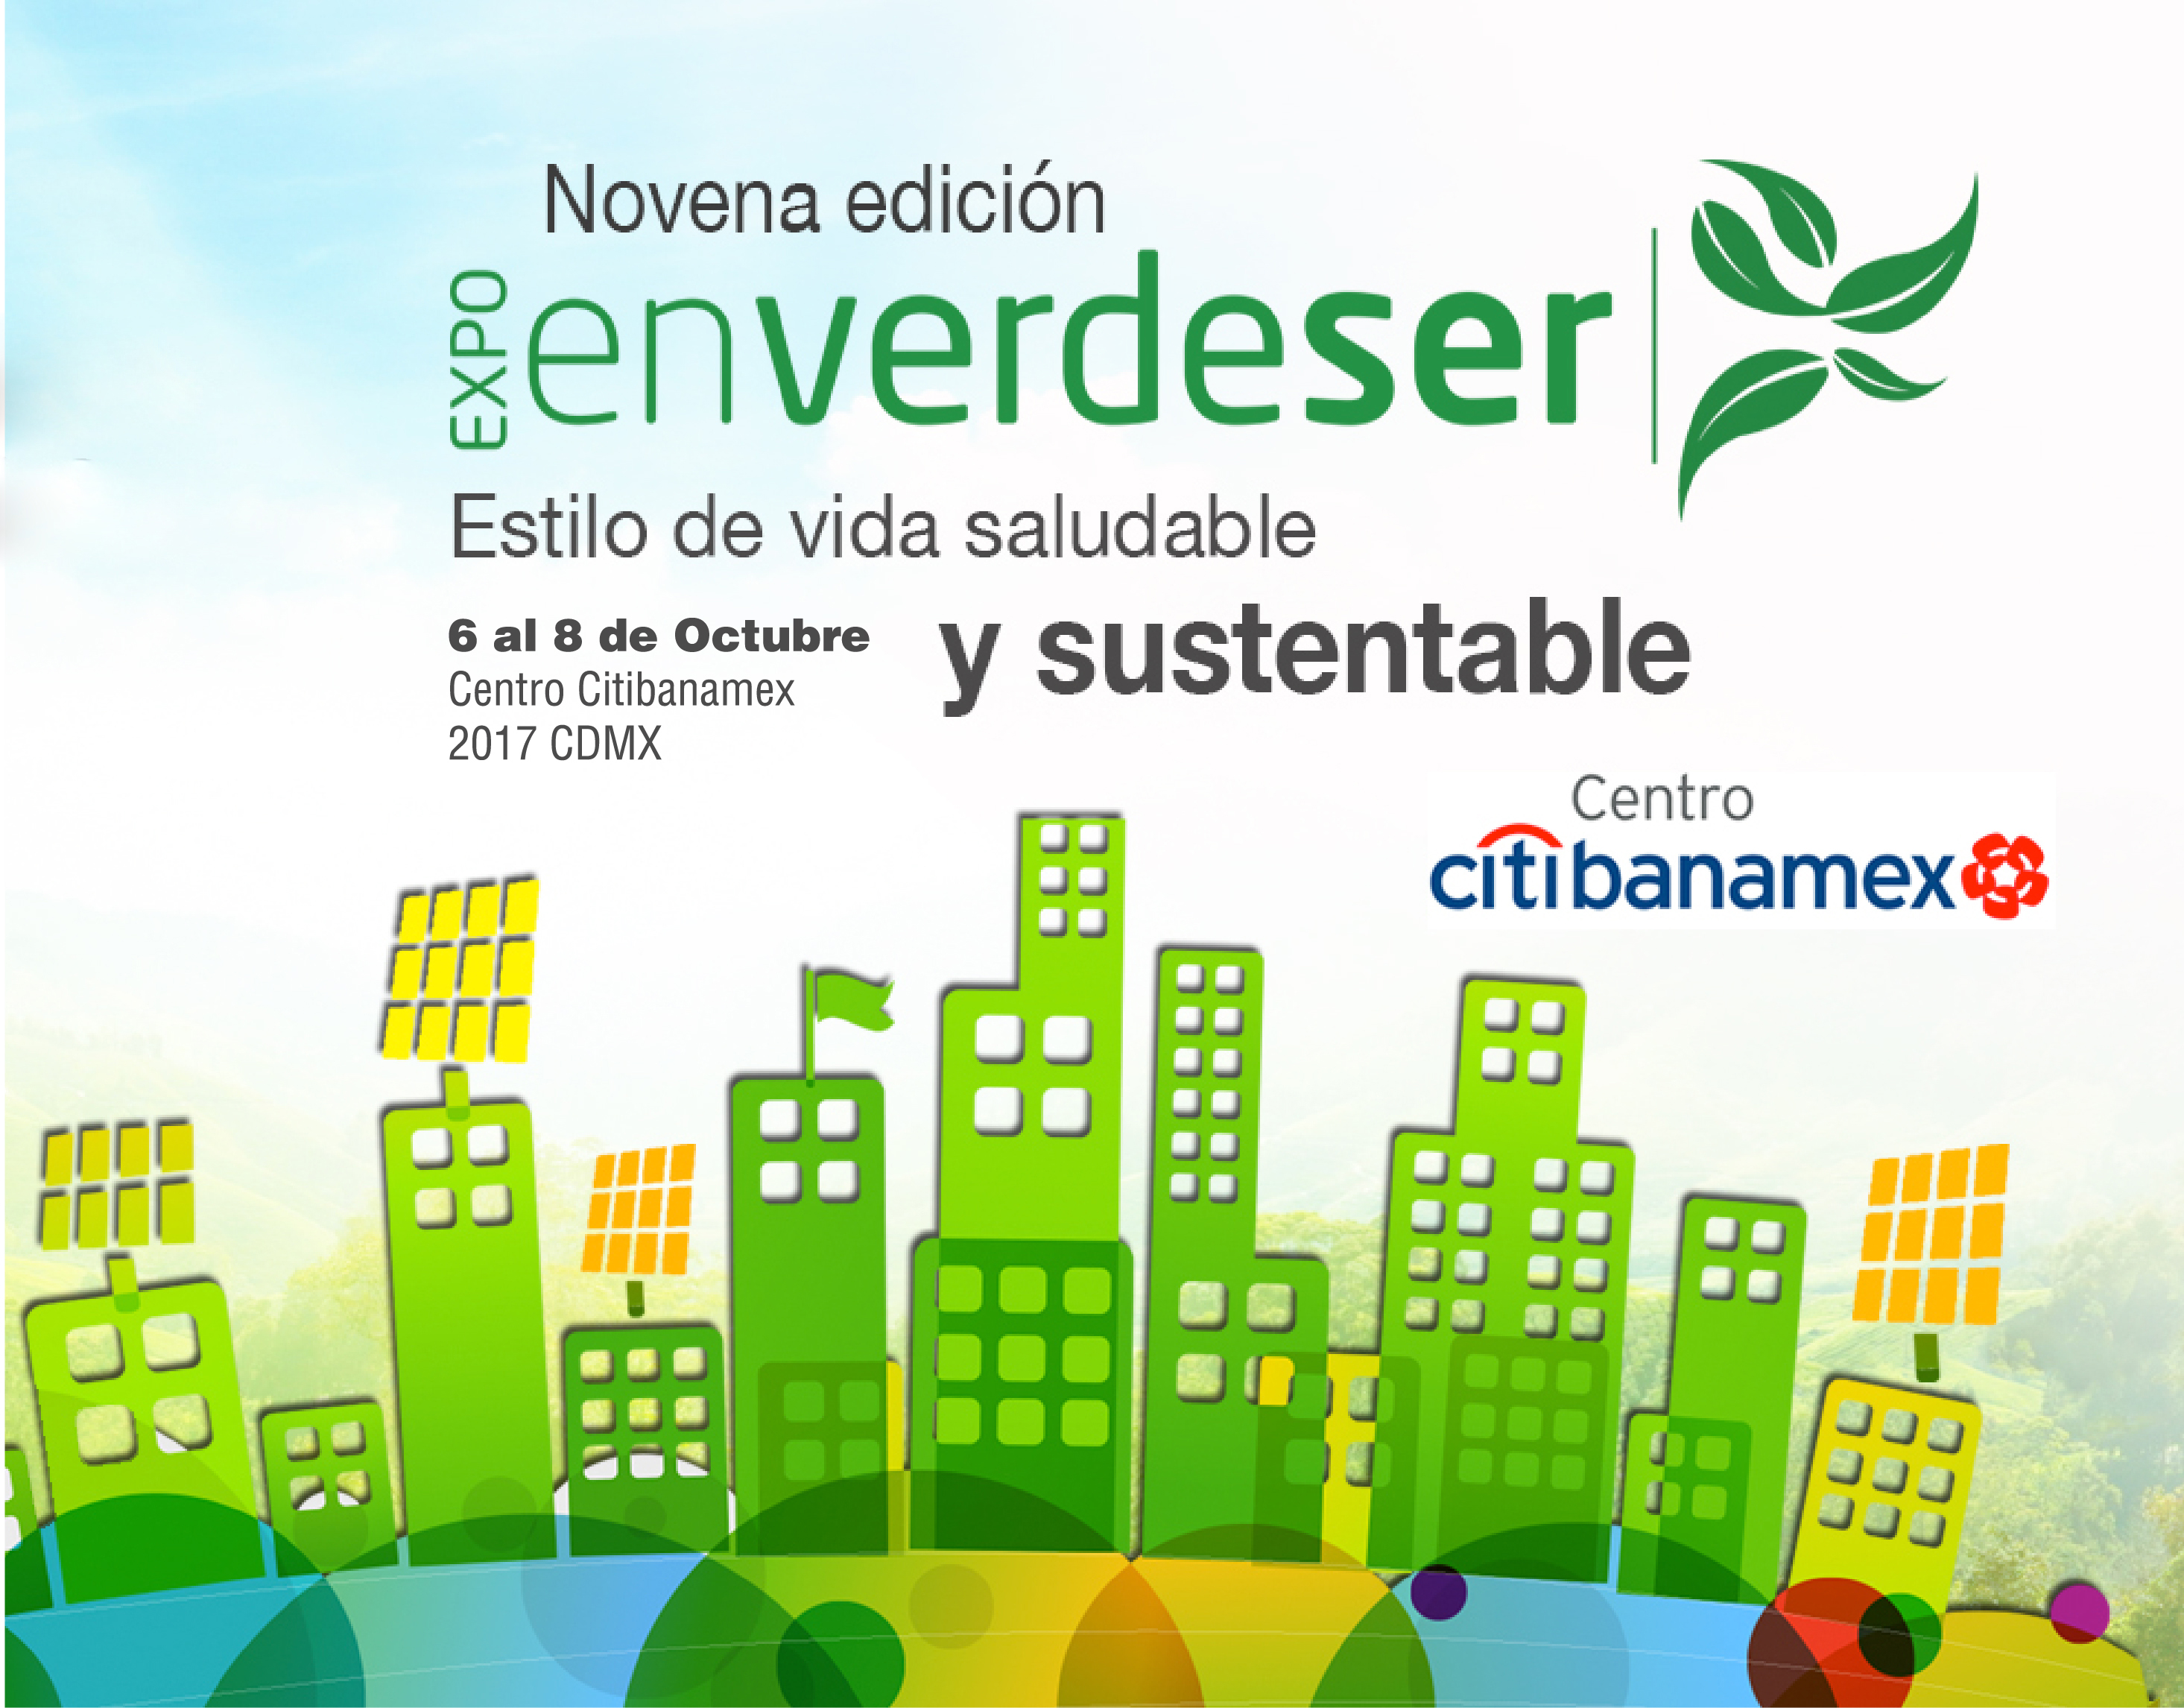 Novena edición
EXPO
enverdeser
Estilo de vida saludable
y sustentable
6 al 8 de Octubre
Centro Citibanamex
2017 CDMX
Centro
citibanamex